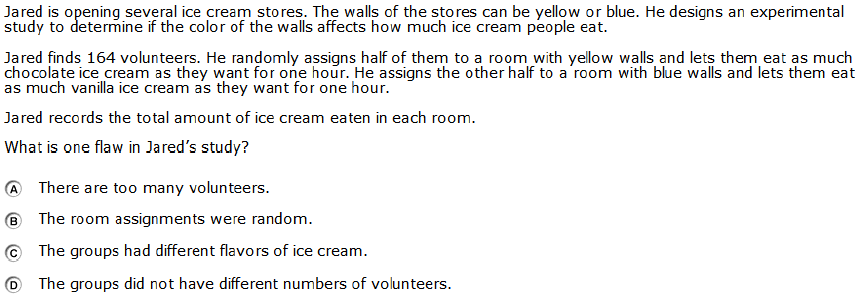 Jared is opening several ice cream stores. The walls of the stores can be yellow or blue. He designs an experimental
study to determine if the color of the walls affects how much ice cream people eat.
Jared finds 164 volunteers. He randomly assigns half of them to a room with yellow walls and lets them eat as much
chocolate ice cream as they want for one hour. He assigns the other half to a room with blue walls and lets them eat
as much vanilla ice cream as they want for one hour.
Jared records the total amount of ice cream eaten in each room.
What is one flaw in Jared's study?
A There are too many volunteers.
B The room assignments were random.
C The groups had different flavors of ice cream.
D The groups did not have different numbers of volunteers.